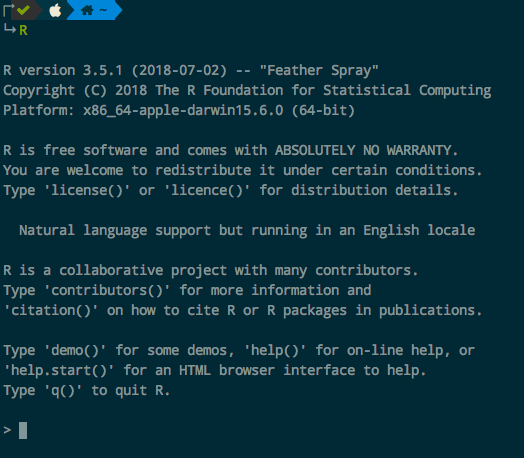 ~
R
R version 3.5.1 (2018-07-02) -- "Feather Spray"
Copyright (C) 2018 The R Foundation for Statistical Computing
Platform: x86_64-apple-darwin15.6.0 (64-bit)
R is free software and comes with ABSOLUTELY NO WARRANTY.
You are welcome to redistribute it under certain conditions.
Type 'license()' or 'licence()' for distribution details.
Natural language support but running in an English locale
R is a collaborative project with many contributors.
Type 'contributors()' for more information and
'citation()' on how to cite R or R packages in publications.
Type 'demo()' for some demos, 'help()' for on-line help, or
'help.start()' for an HTML browser interface to help.
Type 'q()' to quit R.
>